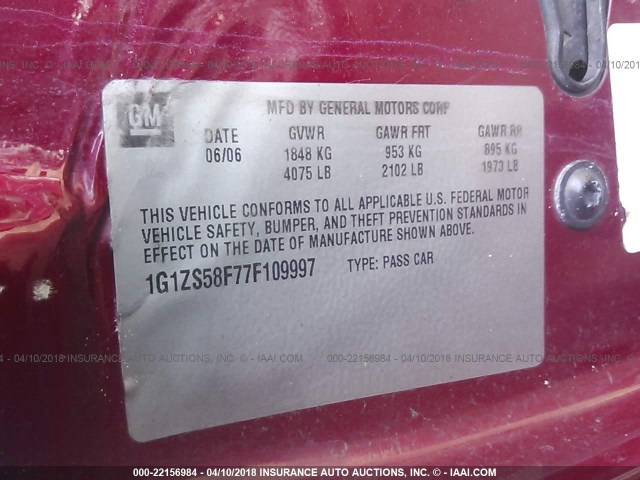 GM
MFD BY GENERAL MOTORS CORP
DATE GVWR GAWR FRT GAWR RR
06/06 1848 KG 953 KG 895 KG
4075 LB 2102 LB 1973 LB
THIS VEHICLE CONFORMS TO ALL APPLICABLE U.S. FEDERAL MOTOR
VEHICLE SAFETY, BUMPER, AND THEFT PREVENTION STANDARDS IN
EFFECT ON THE DATE OF MANUFACTURE SHOWN ABOVE.
1G1ZS58F77F109997 TYPE: PASS CAR
000-22156984 - 04/10/2018 INSURANCE AUTO AUCTIONS, INC. - © IAAI.COM